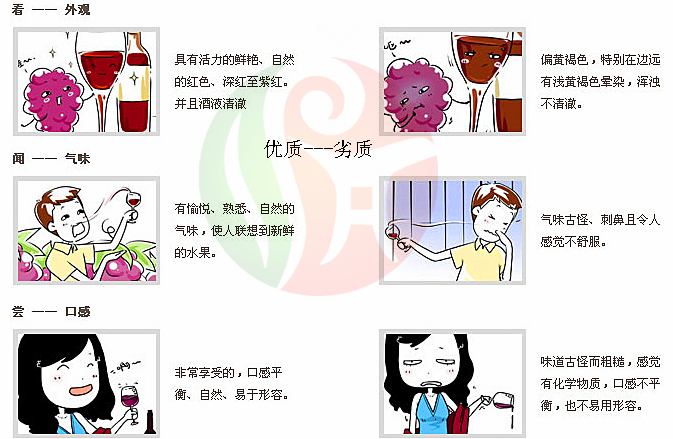 看 —— 外观
具有活力的鲜艳、自然
的红色、深红至紫红。
并且酒液清澈
偏黄褐色，特别在边远
有浅黄褐色晕染，浑浊
不清澈。
优质---劣质
闻 —— 气味
有愉悦、熟悉、自然的
气味，使人联想到新鲜
的水果。
气味古怪、刺鼻且令人
感觉不舒服。
尝 —— 口感
非常享受的，口感平
衡、自然、易于形容。
味道古怪而粗糙，感觉
有化学物质，口感不平
衡，也不易用形容。